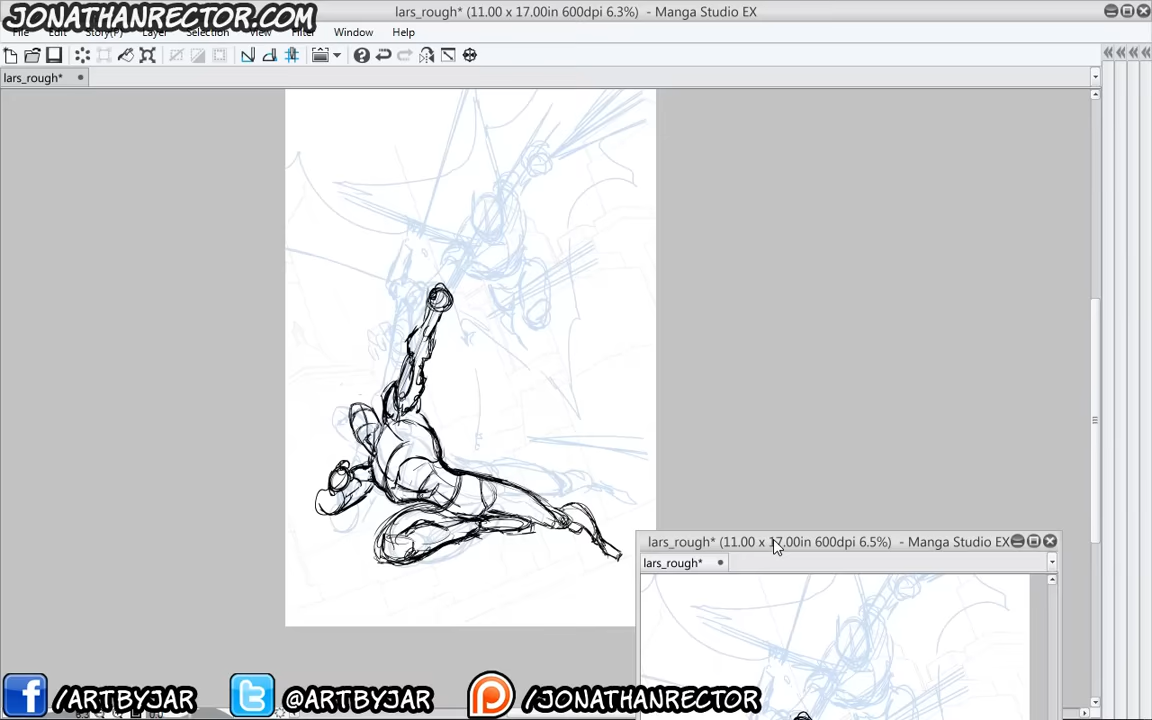 JONATHANRECTOR.COM
lars_rough* (11.00 x 17.00in 600dpi 6.3%) - Manga Studio EX
File Edit Story(P) Layer Selection View Filter Window Help
lars_rough*
lars_rough* (11.00 x 17.00in 600dpi 6.5%) - Manga Studio EX
lars_rough*
/ARTBYJAR
@ARTBYJAR
/JONATHANRECTOR